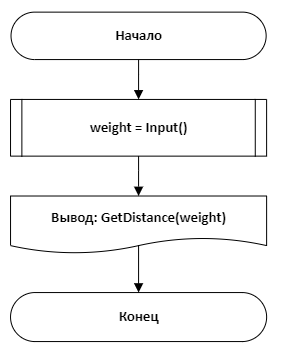 Начало
weight = Input()
Вывод: GetDistance(weight)
Конец